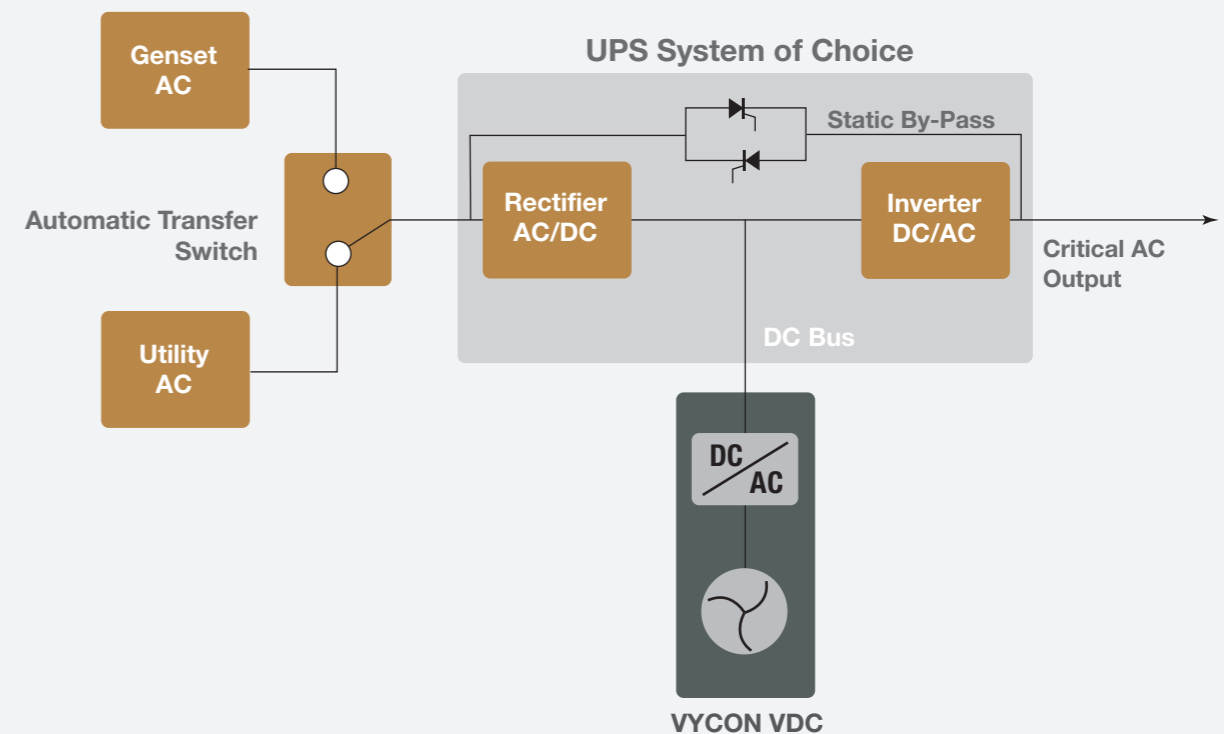 UPS System of Choice
Genset
AC
Static By-Pass
Automatic Transfer
Switch
Rectifier
AC/DC
Inverter
DC/AC
Critical AC
Output
Utility
AC
DC Bus
DC
AC
VYCON VDC